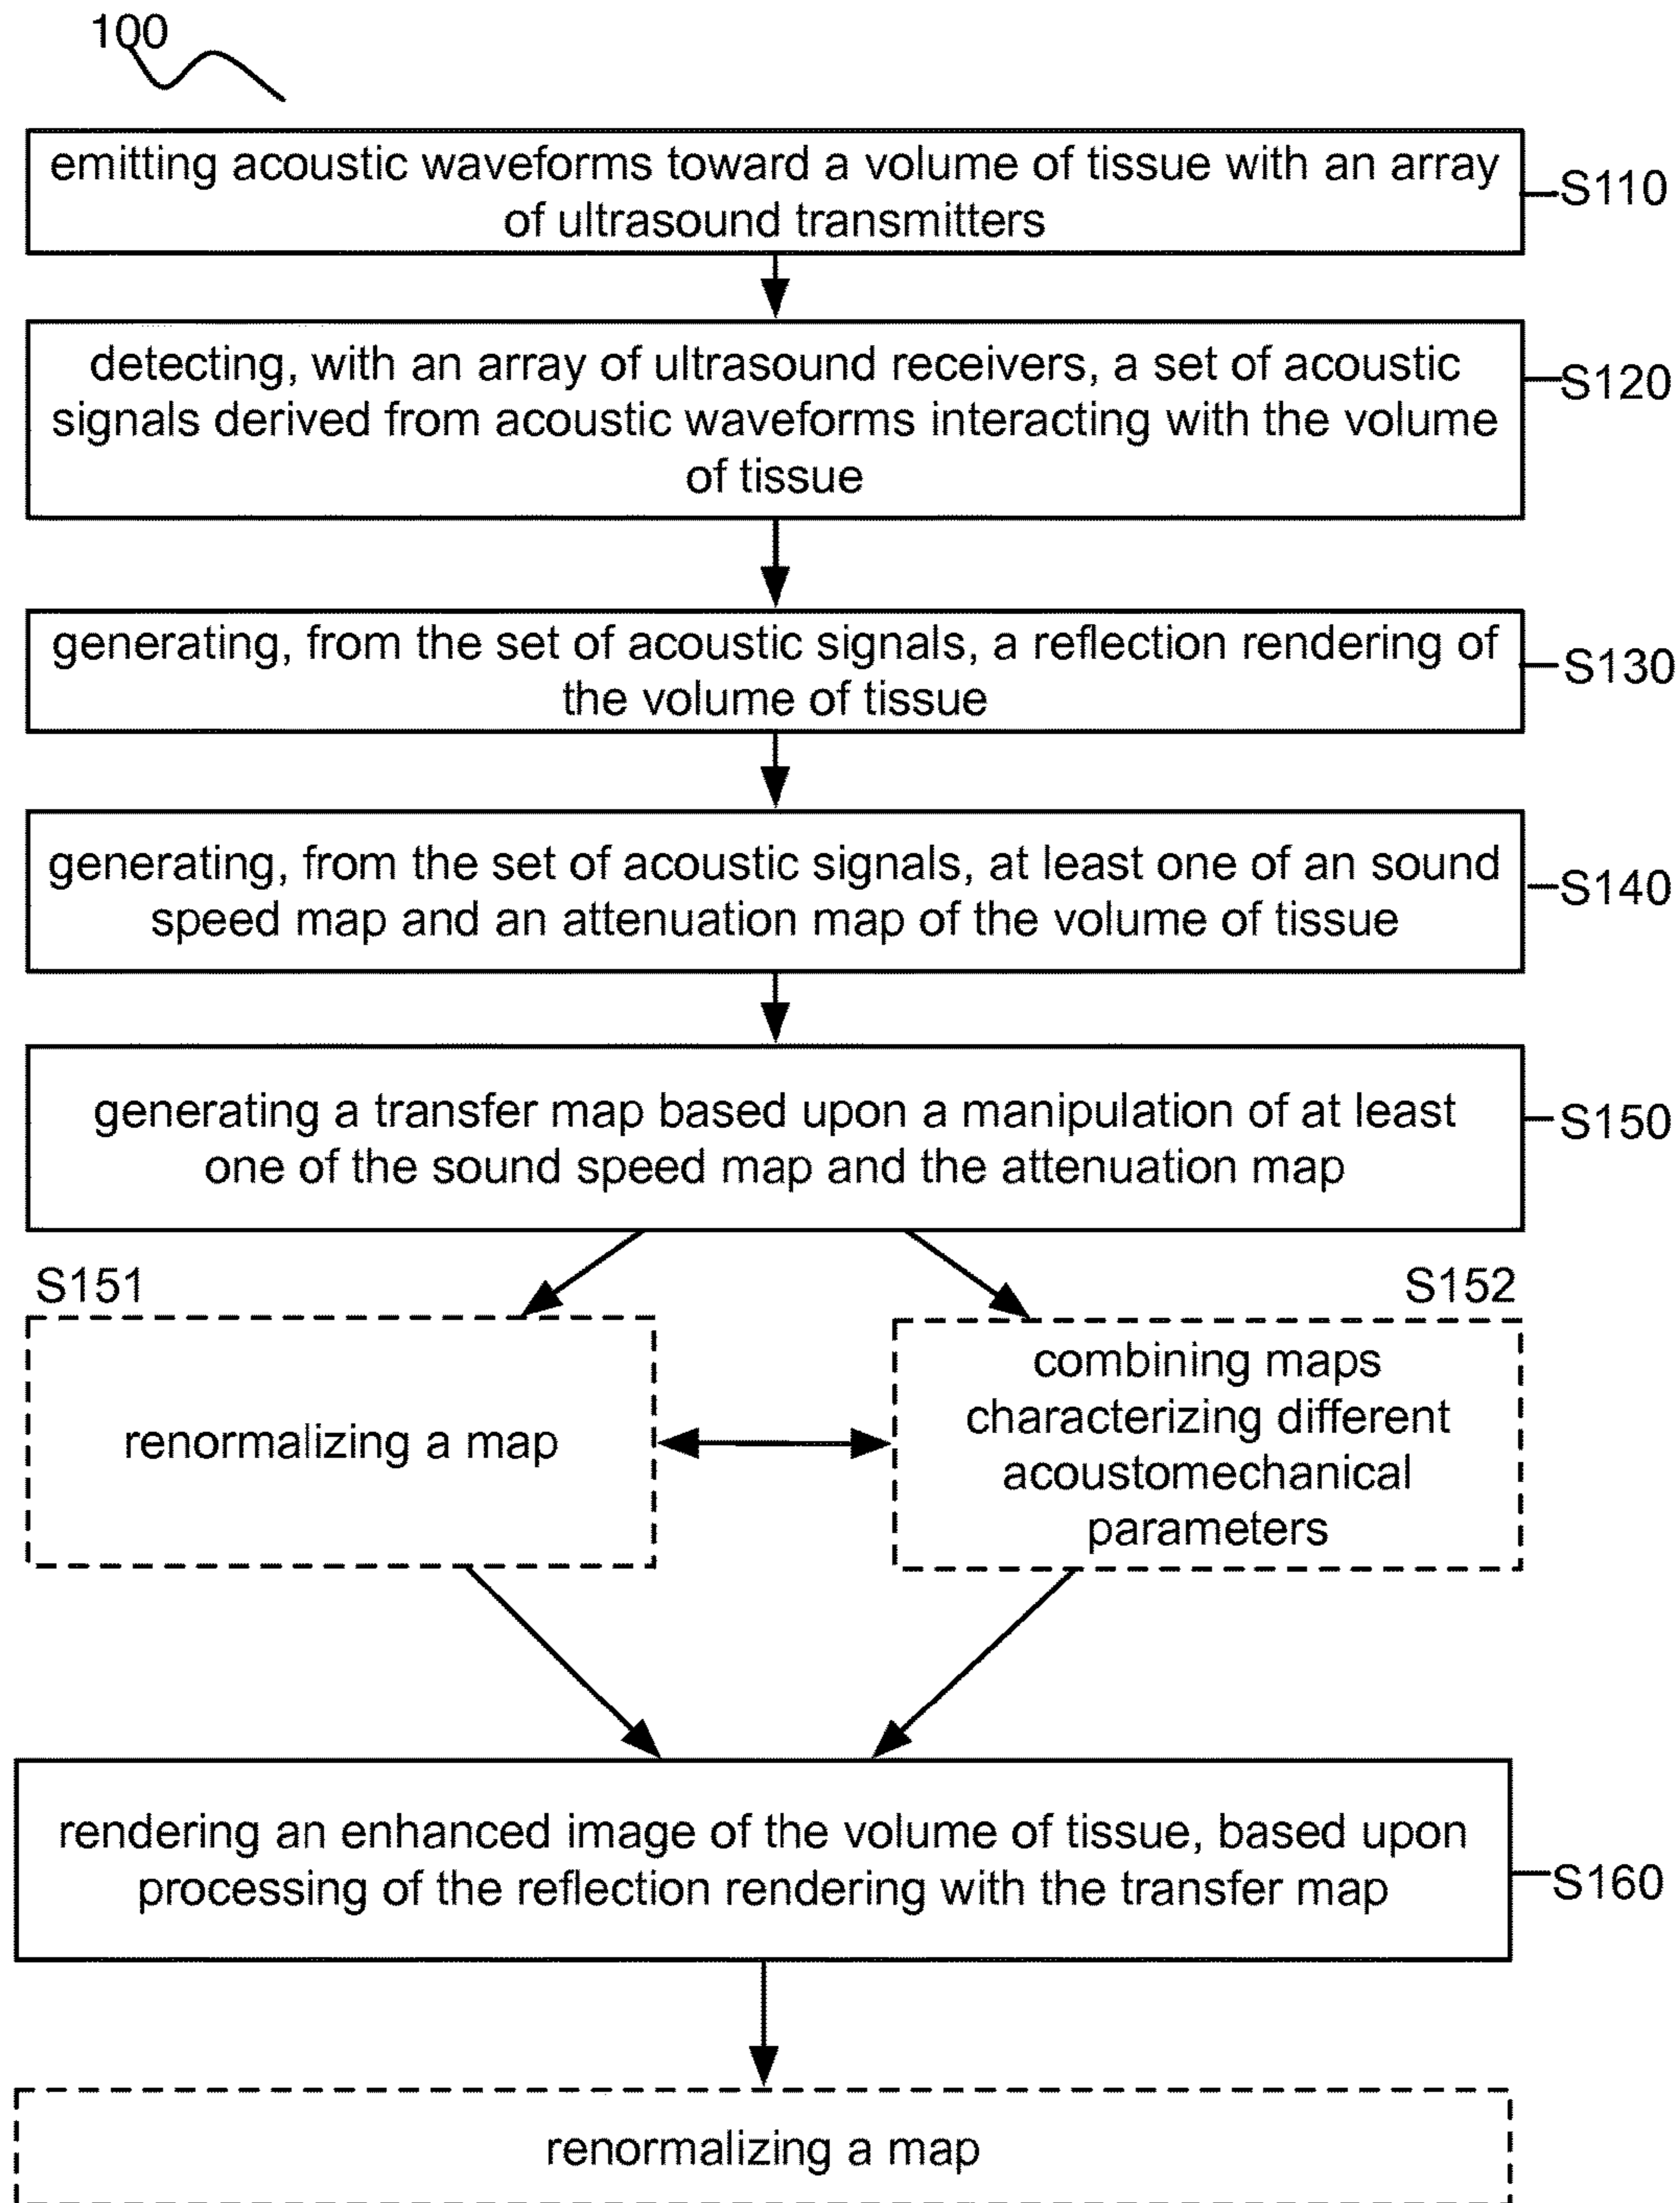 100
emitting acoustic waveforms toward a volume of tissue with an array
of ultrasound transmitters
S110
detecting, with an array of ultrasound receivers, a set of acoustic
signals derived from acoustic waveforms interacting with the volume
of tissue
S120
generating, from the set of acoustic signals, a reflection rendering of
the volume of tissue
S130
generating, from the set of acoustic signals, at least one of an sound
speed map and an attenuation map of the volume of tissue
S140
generating a transfer map based upon a manipulation of at least
one of the sound speed map and the attenuation map
S150
S151
renormalizing a map
S152
combining maps
characterizing different
acoustomechanical
parameters
rendering an enhanced image of the volume of tissue, based upon
processing of the reflection rendering with the transfer map
S160
renormalizing a map